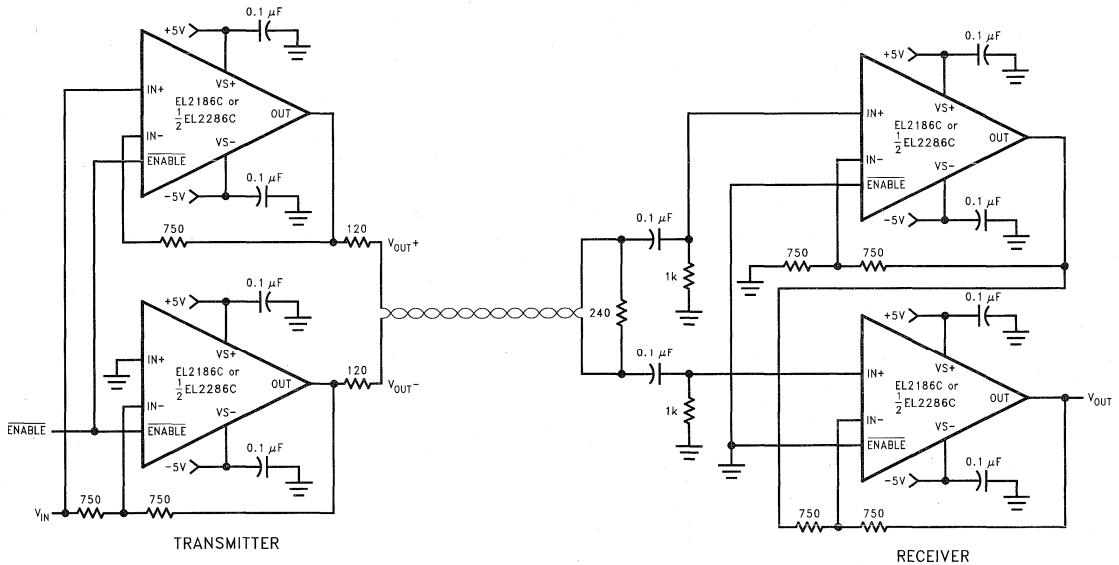 +5V
0.1 μF
VS+
IN+
EL2186C or
1/2 EL2286C
OUT
IN-
VS-
ENABLE
-5V
0.1 μF
750
120
VOUT+
+5V
0.1 μF
VS+
IN+
EL2186C or
1/2 EL2286C
OUT
120
VOUT-
IN-
VS-
ENABLE
ENABLE
-5V
0.1 μF
750
750
VIN
TRANSMITTER
0.1 μF
1k
240
0.1 μF
1k
+5V
0.1 μF
VS+
IN+
EL2186C or
1/2 EL2286C
OUT
IN-
VS-
ENABLE
-5V
0.1 μF
750
750
+5V
0.1 μF
VS+
IN+
EL2186C or
1/2 EL2286C
OUT
VOUT
IN-
VS-
ENABLE
-5V
0.1 μF
750
750
RECEIVER